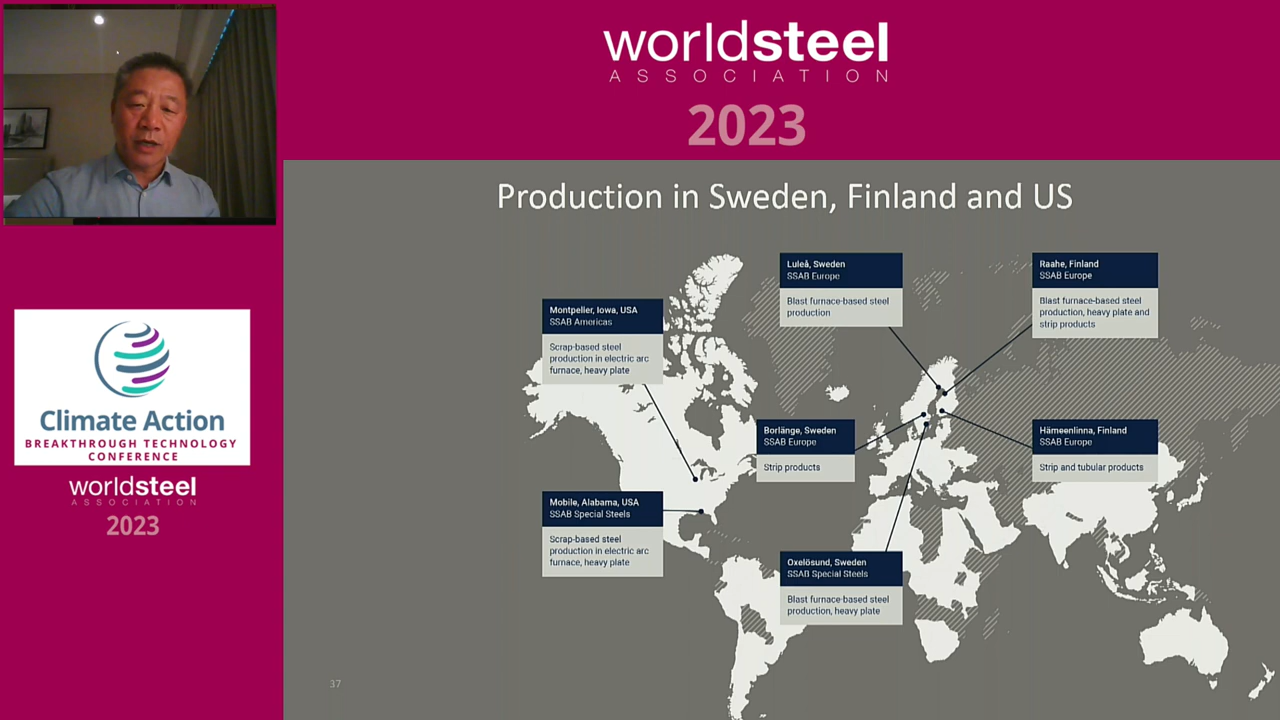 worldsteel
ASSOCIATION
2023
Production in Sweden, Finland and US
Luleå, Sweden
SSAB Europe
Blast furnace-based steel
production
Raahe, Finland
SSAB Europe
Blast furnace-based steel
production, heavy plate and
strip products
Montpelier, Iowa, USA
SSAB Americas
Scrap-based steel
production in electric arc
furnace, heavy plate
Borlänge, Sweden
SSAB Europe
Strip products
Hämeenlinna, Finland
SSAB Europe
Strip and tubular products
Mobile, Alabama, USA
SSAB Special Steels
Scrap-based steel
production in electric arc
furnace, heavy plate
Oxelösund, Sweden
SSAB Special Steels
Blast furnace-based steel
production, heavy plate
37
Climate Action
BREAKTHROUGH TECHNOLOGY
CONFERENCE
worldsteel
ASSOCIATION
2023